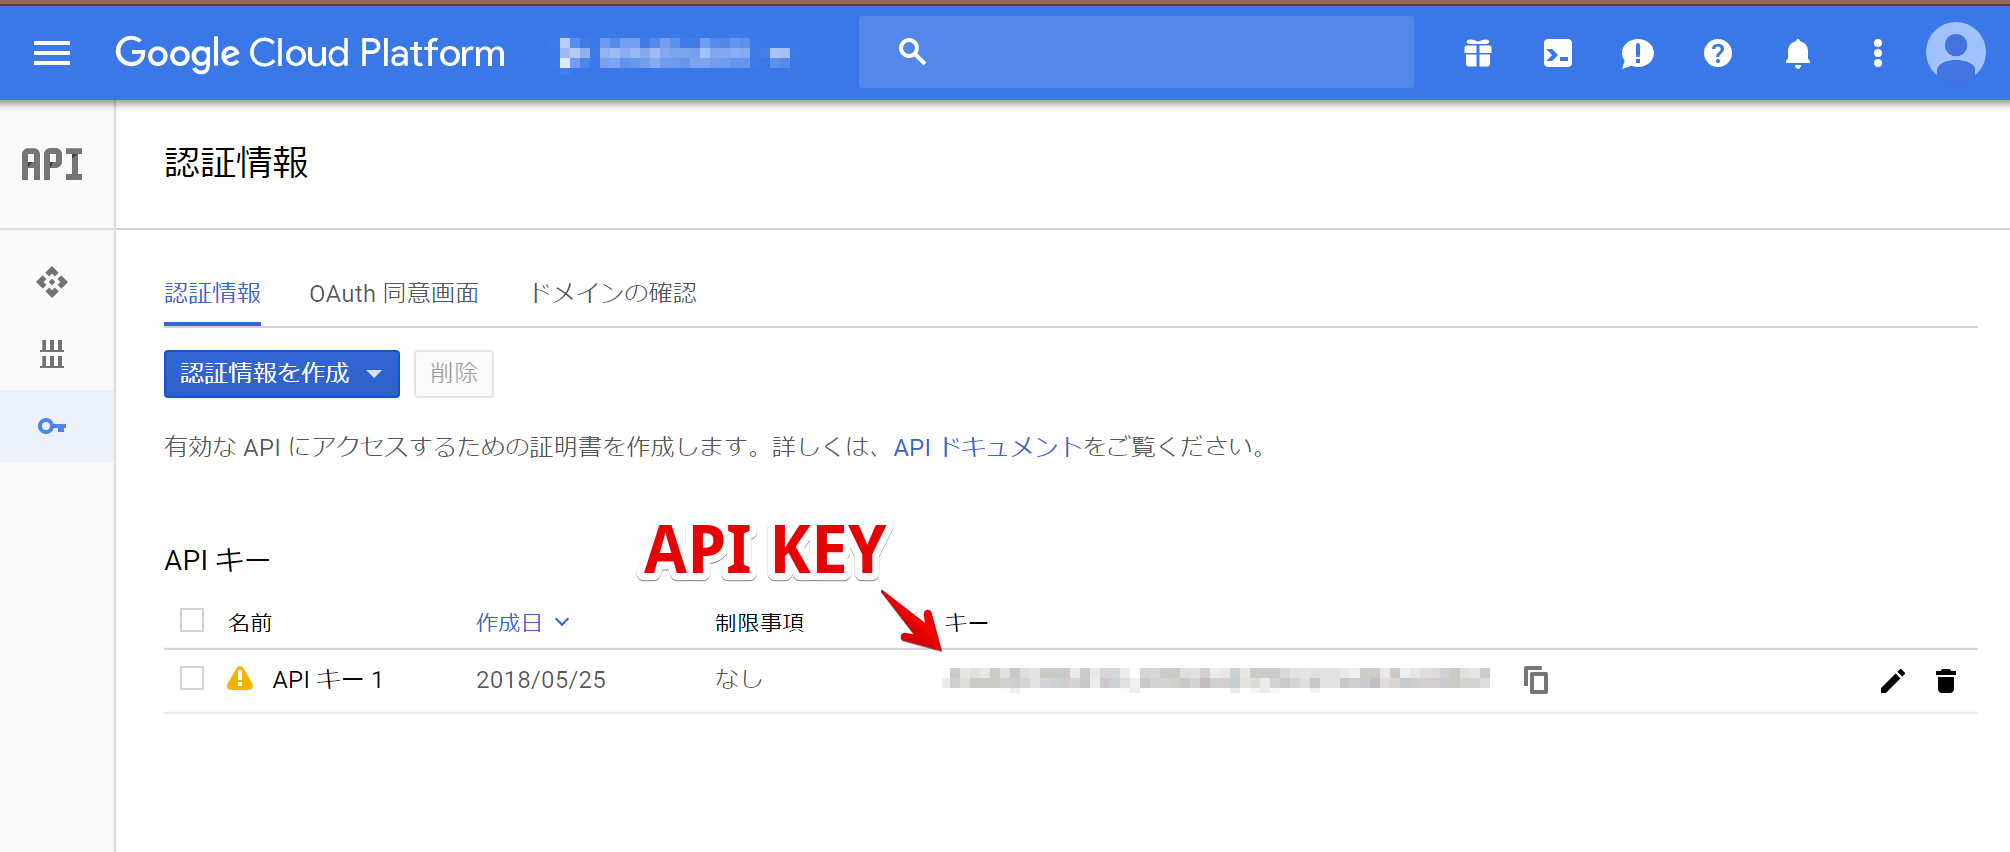 Google Cloud Platform
API
認証情報
認証情報 OAuth 同意画面 ドメインの確認
認証情報を作成 削除
有効な API にアクセスするための証明書を作成します。詳しくは、API ドキュメントをご覧ください。
API KEY
API キー
名前 作成日 制限事項 キー
API キー 1 2018/05/25 なし